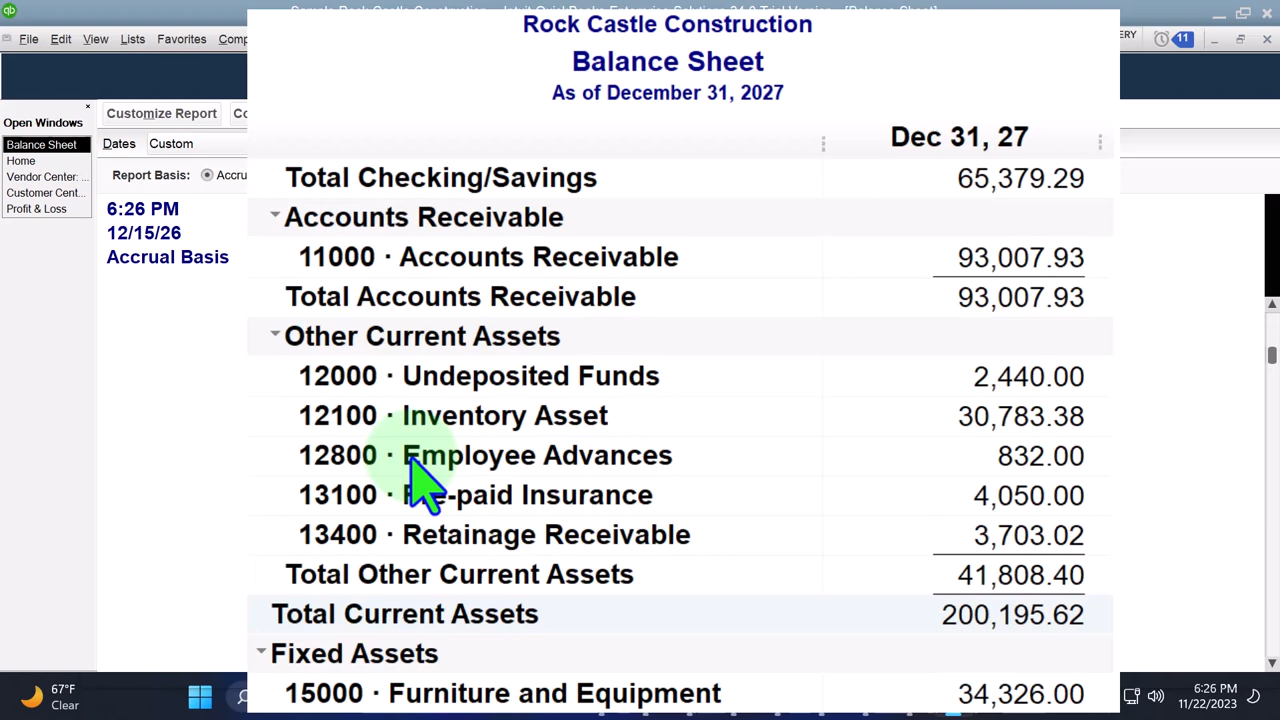 File Edit View Lists Favorites
11
Open Windows
Balance Sheet
Home
Vendor Center: ...
Customer Cent...
Profit & Loss
Customize Report
Dates Custom
Report Basis:
6:26 PM
12/15/26
Accrual Basis
Rock Castle Construction
Balance Sheet
As of December 31, 2027
Dec 31, 27
Total Checking/Savings 65,379.29
Accounts Receivable
11000 · Accounts Receivable 93,007.93
Total Accounts Receivable 93,007.93
Other Current Assets
12000 · Undeposited Funds 2,440.00
12100 · Inventory Asset 30,783.38
12800 · Employee Advances 832.00
13100 · Pre-paid Insurance 4,050.00
13400 · Retainage Receivable 3,703.02
Total Other Current Assets 41,808.40
Total Current Assets 200,195.62
Fixed Assets
15000 · Furniture and Equipment 34,326.00
67°F
Clear
6:26 PM
11/22/2023